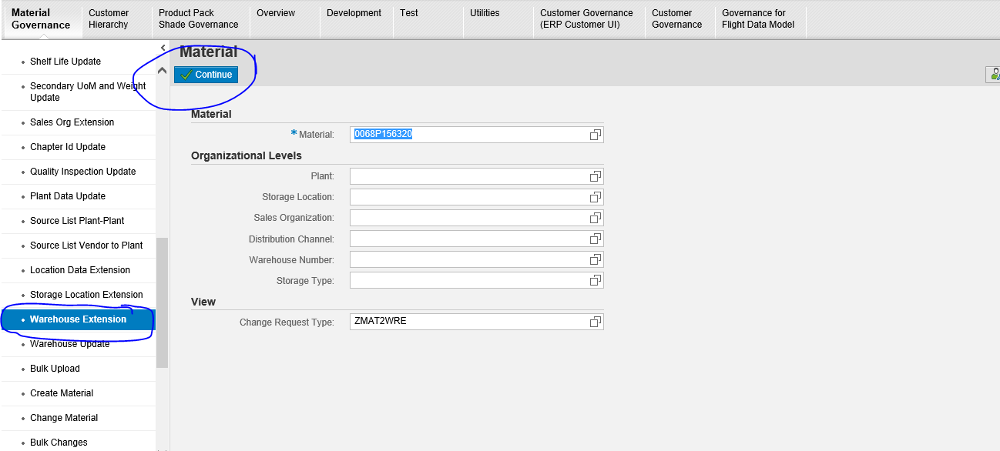 Material
Governance
Customer
Hierarchy
Product Pack
Shade Governance
Overview
Development
Test
Utilities
Customer Governance
(ERP Customer UI)
Customer
Governance
Governance for
Flight Data Model
Shelf Life Update
Secondary UoM and Weight
Update
Sales Org Extension
Chapter Id Update
Quality Inspection Update
Plant Data Update
Source List Plant-Plant
Source List Vendor to Plant
Location Data Extension
Storage Location Extension
Warehouse Extension
Warehouse Update
Bulk Upload
Create Material
Change Material
Bulk Changes
Material
Continue
Material
* Material: 0068P156320
Organizational Levels
Plant:
Storage Location:
Sales Organization:
Distribution Channel:
Warehouse Number:
Storage Type:
View
Change Request Type: ZMAT2WRE